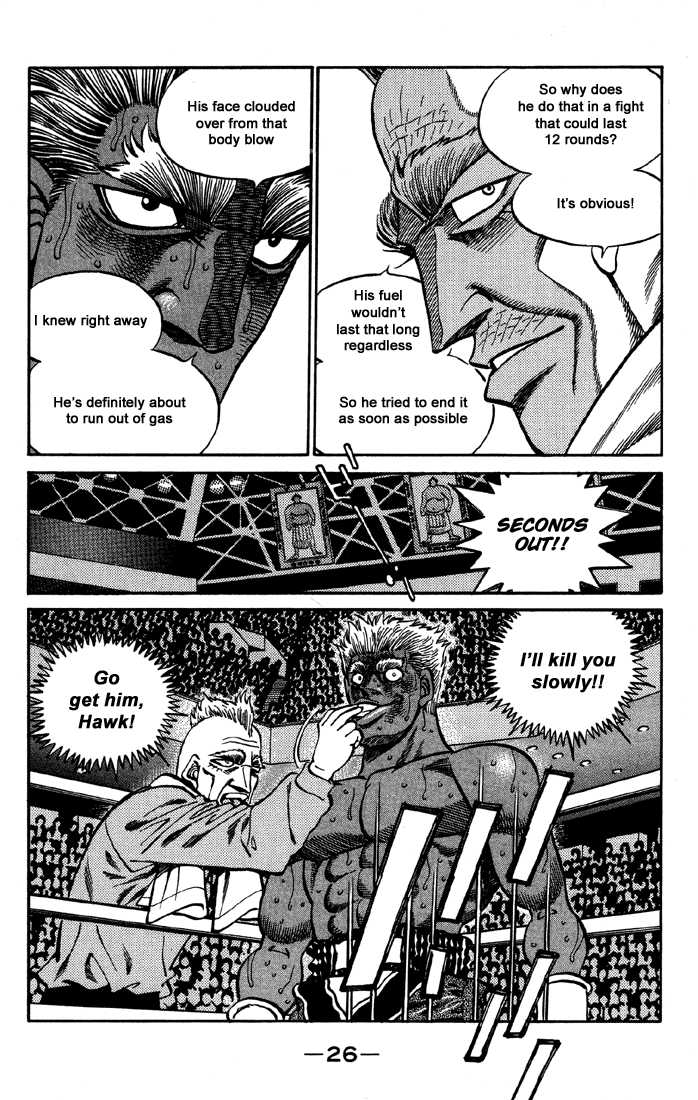 His face clouded
over from that
body blow
I knew right away
He's definitely about
to run out of gas
So why does
he do that in a fight
that could last
12 rounds?
It's obvious!
His fuel
wouldn't
last that long
regardless
So he tried to end it
as soon as possible
SECONDS
OUT!!
Go
get him,
Hawk!
I'll kill you
slowly!!
—26—